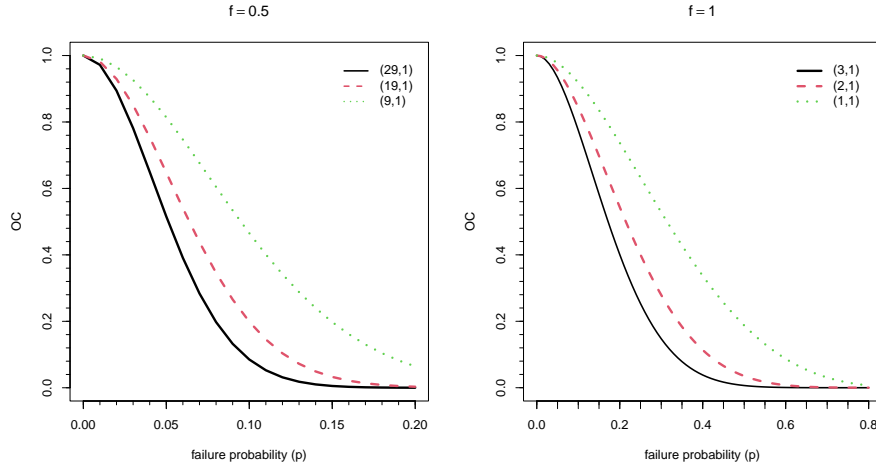 f = 0.5
OC
1.0
0.8
0.6
0.4
0.2
0.0
(29,1)
(19,1)
(9,1)
0.00 0.05 0.10 0.15 0.20
failure probability (p)
f = 1
OC
1.0
0.8
0.6
0.4
0.2
0.0
(3,1)
(2,1)
(1,1)
0.0 0.2 0.4 0.6 0.8
failure probability (p)